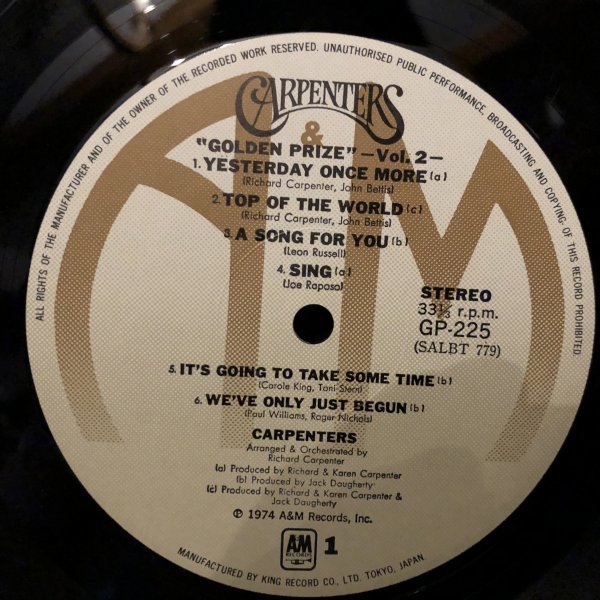 ALL RIGHTS OF THE MANUFACTURER AND OF THE OWNER OF THE RECORDED WORK RESERVED. UNAUTHORISED PUBLIC PERFORMANCE, BROADCASTING AND COPYING OF THIS RECORD PROHIBITED.
CARPENTERS
&
"GOLDEN PRIZE" -Vol. 2-
1. YESTERDAY ONCE MORE (a)
(Richard Carpenter, John Bettis)
2. TOP OF THE WORLD (c)
(Richard Carpenter, John Bettis)
3. A SONG FOR YOU (b)
(Leon Russell)
4. SING (a)
(Joe Raposo)
STEREO
33⅓ r.p.m.
GP-225
(SALBT 779)
5. IT'S GOING TO TAKE SOME TIME (b)
(Carole King, Toni Stern)
6. WE'VE ONLY JUST BEGUN (b)
(Paul Williams, Roger Nichols)
CARPENTERS
Arranged & Orchestrated by
Richard Carpenter
(a) Produced by Richard & Karen Carpenter
(b) Produced by Jack Daugherty
(c) Produced by Richard & Karen Carpenter &
Jack Daugherty
℗ 1974 A&M Records, Inc.
AM
RECORDS
1
MANUFACTURED BY KING RECORD CO., LTD. TOKYO, JAPAN.